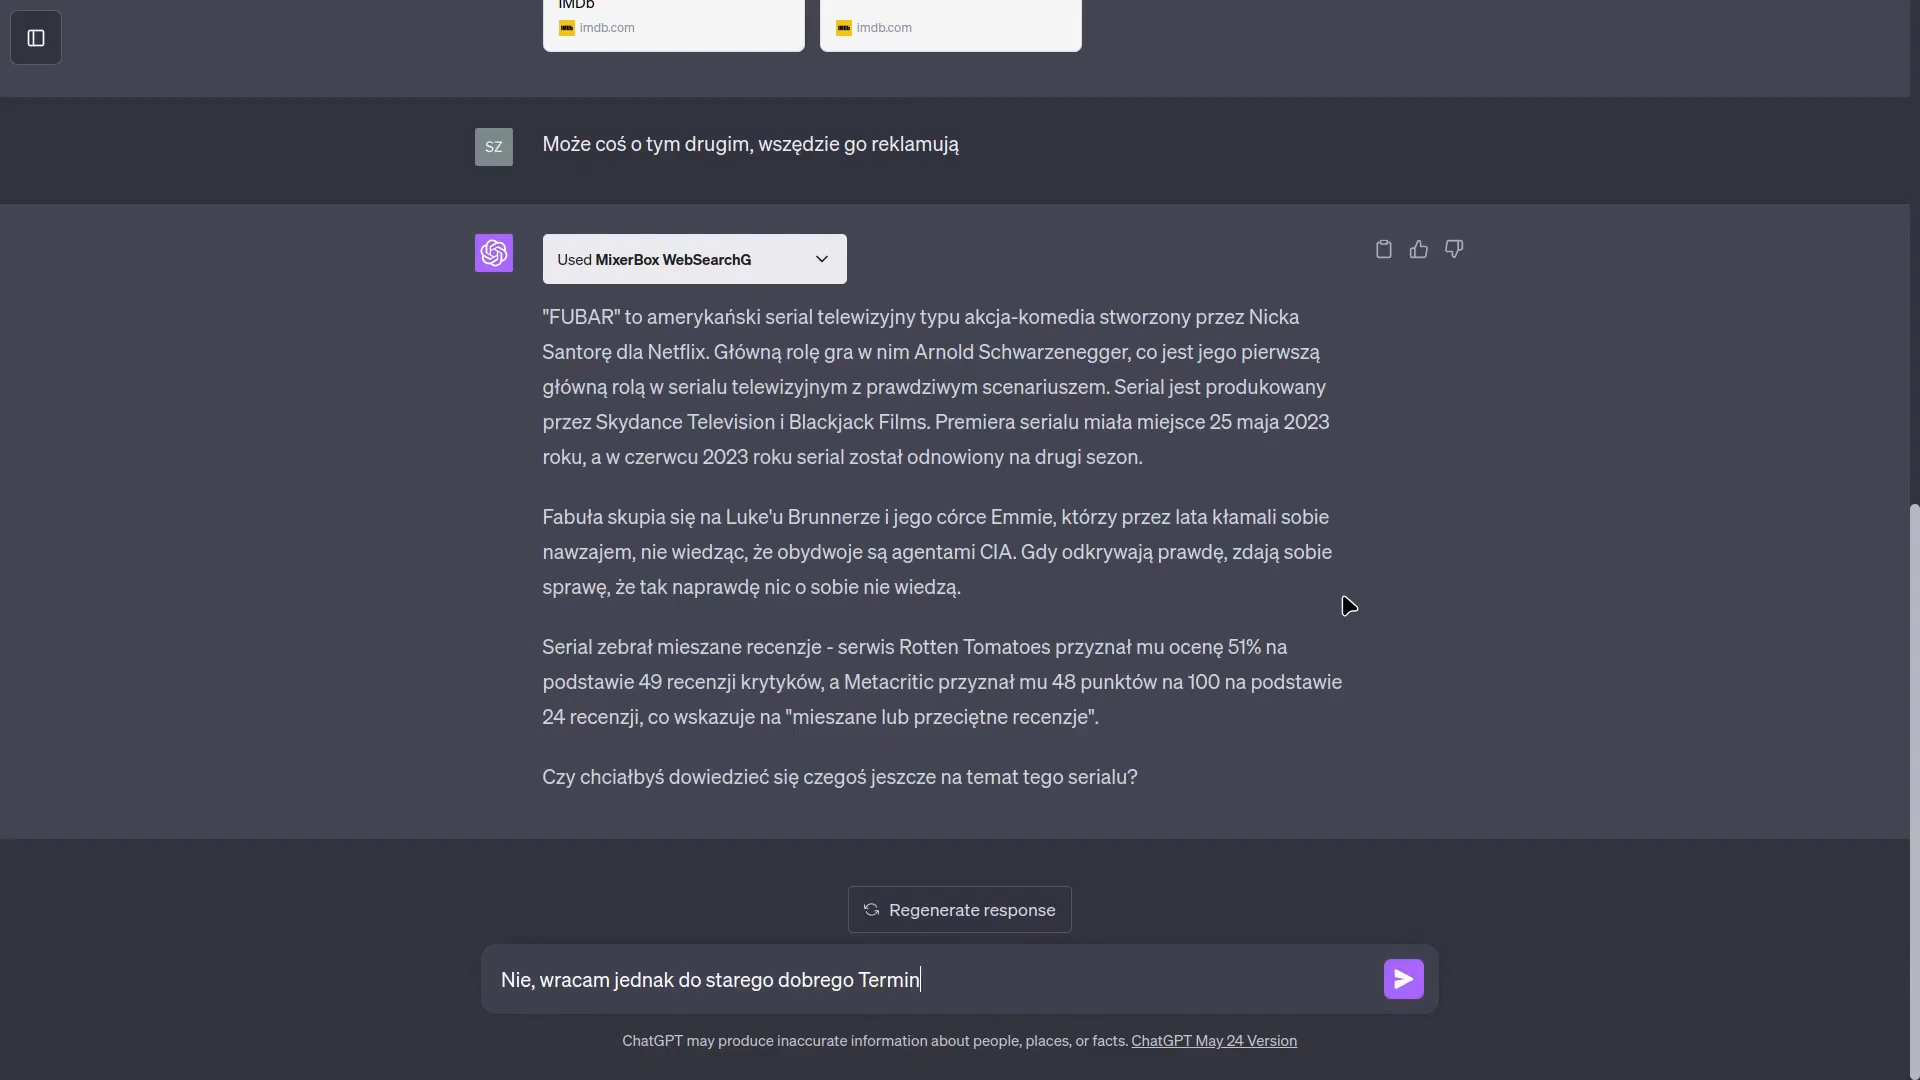 IMDb
imdb.com
imdb.com
SZ
Może coś o tym drugim, wszędzie go reklamują
Used MixerBox WebSearchG
"FUBAR" to amerykański serial telewizyjny typu akcja-komedia stworzony przez Nicka
Santorę dla Netflix. Główną rolę gra w nim Arnold Schwarzenegger, co jest jego pierwszą
główną rolą w serialu telewizyjnym z prawdziwym scenariuszem. Serial jest produkowany
przez Skydance Television i Blackjack Films. Premiera serialu miała miejsce 25 maja 2023
roku, a w czerwcu 2023 roku serial został odnowiony na drugi sezon.
Fabuła skupia się na Luke'u Brunnerze i jego córce Emmie, którzy przez lata kłamali sobie
nawzajem, nie wiedząc, że obydwoje są agentami CIA. Gdy odkrywają prawdę, zdają sobie
sprawę, że tak naprawdę nic o sobie nie wiedzą.
Serial zebrał mieszane recenzje - serwis Rotten Tomatoes przyznał mu ocenę 51% na
podstawie 49 recenzji krytyków, a Metacritic przyznał mu 48 punktów na 100 na podstawie
24 recenzji, co wskazuje na "mieszane lub przeciętne recenzje".
Czy chciałbyś dowiedzieć się czegoś jeszcze na temat tego serialu?
Regenerate response
Nie, wracam jednak do starego dobrego Termin
ChatGPT may produce inaccurate information about people, places, or facts. ChatGPT May 24 Version